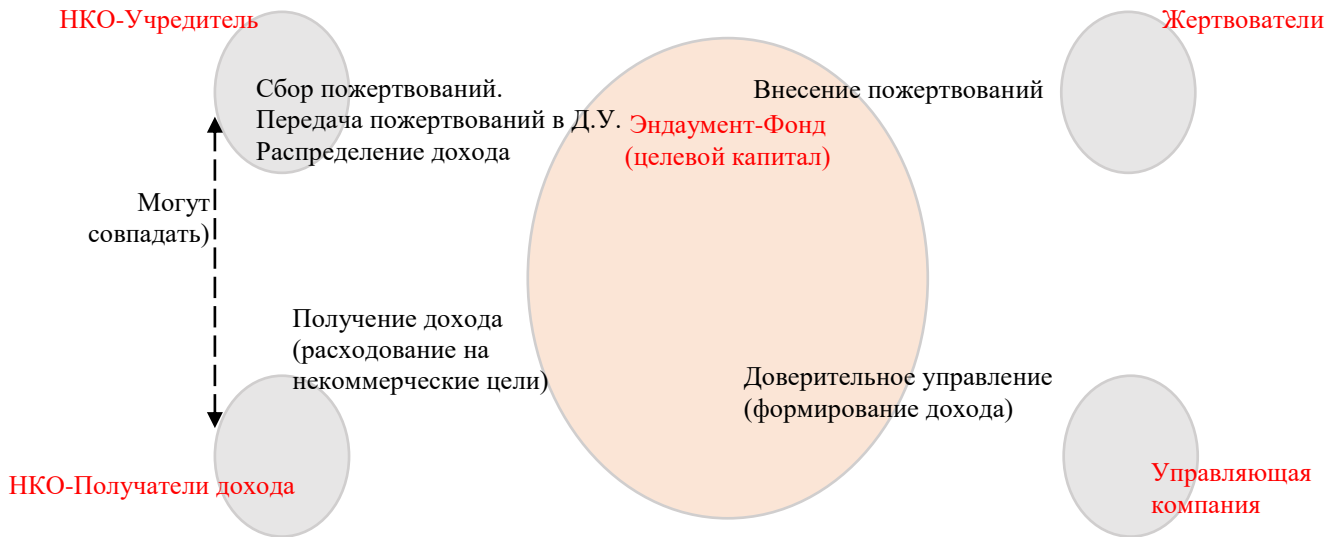 НКО-Учредитель
Жертвователи
Сбор пожертвований.
Передача пожертвований в Д.У.
Распределение дохода
Внесение пожертвований
Эндаумент-Фонд
(целевой капитал)
Могут
совпадать)
Получение дохода
(расходование на
некоммерческие цели)
Доверительное управление
(формирование дохода)
НКО-Получатели дохода
Управляющая
компания